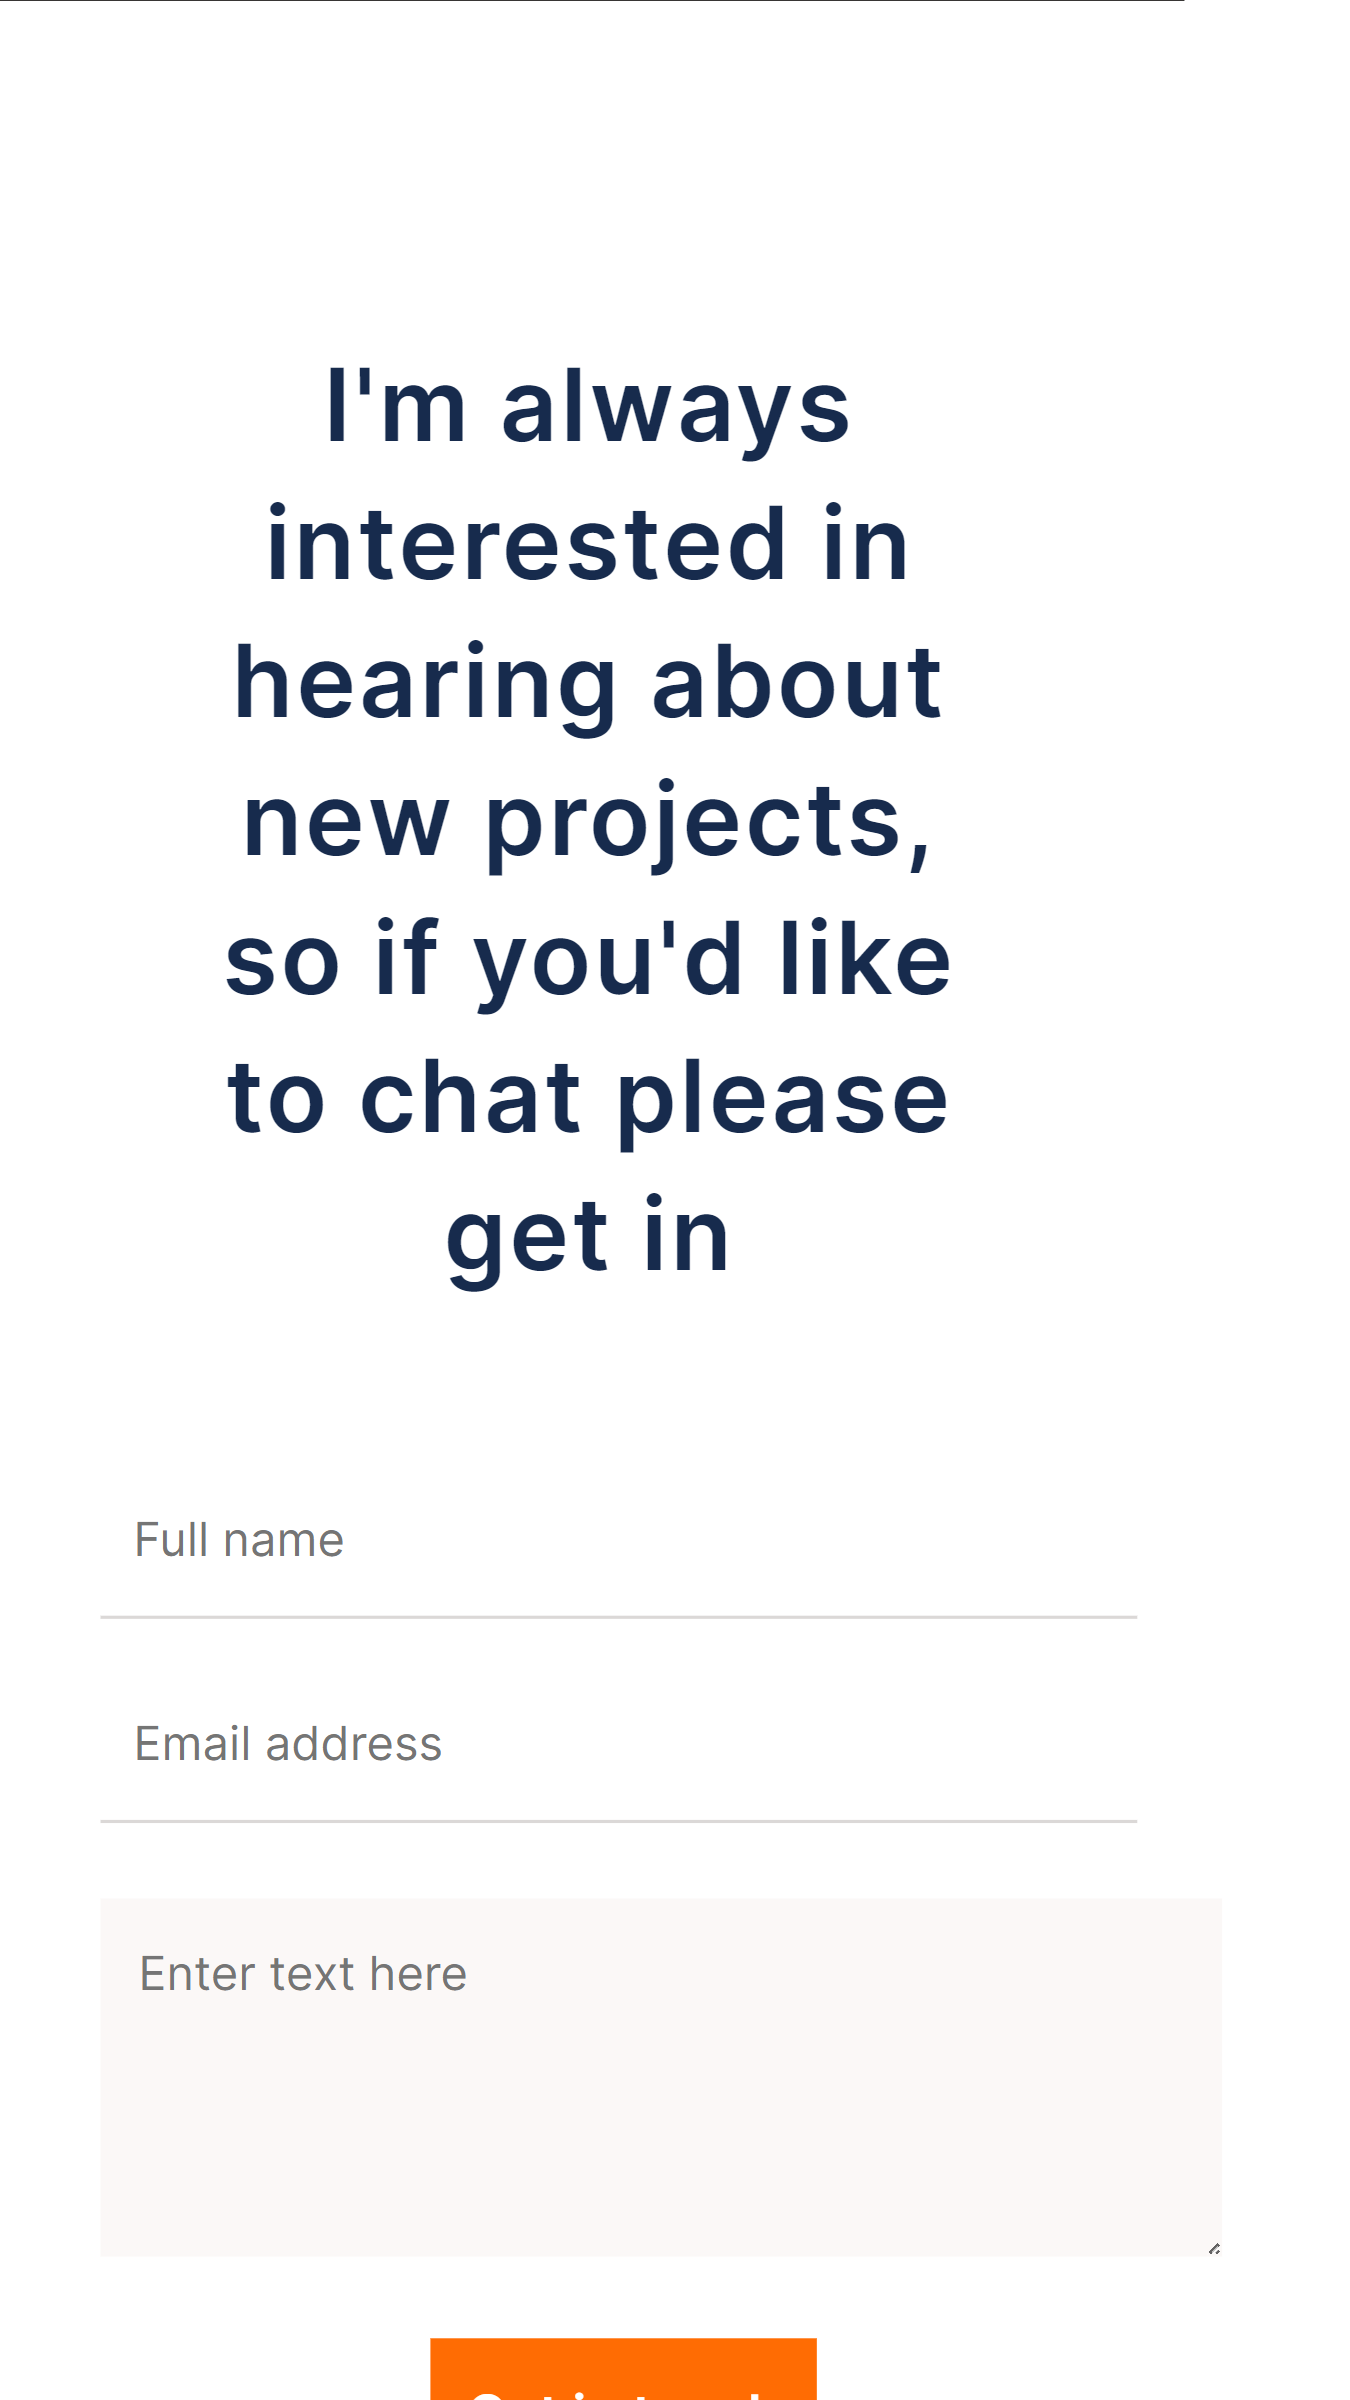 I'm always
interested in
hearing about
new projects,
so if you'd like
to chat please
get in
Full name
Email address
Enter text here